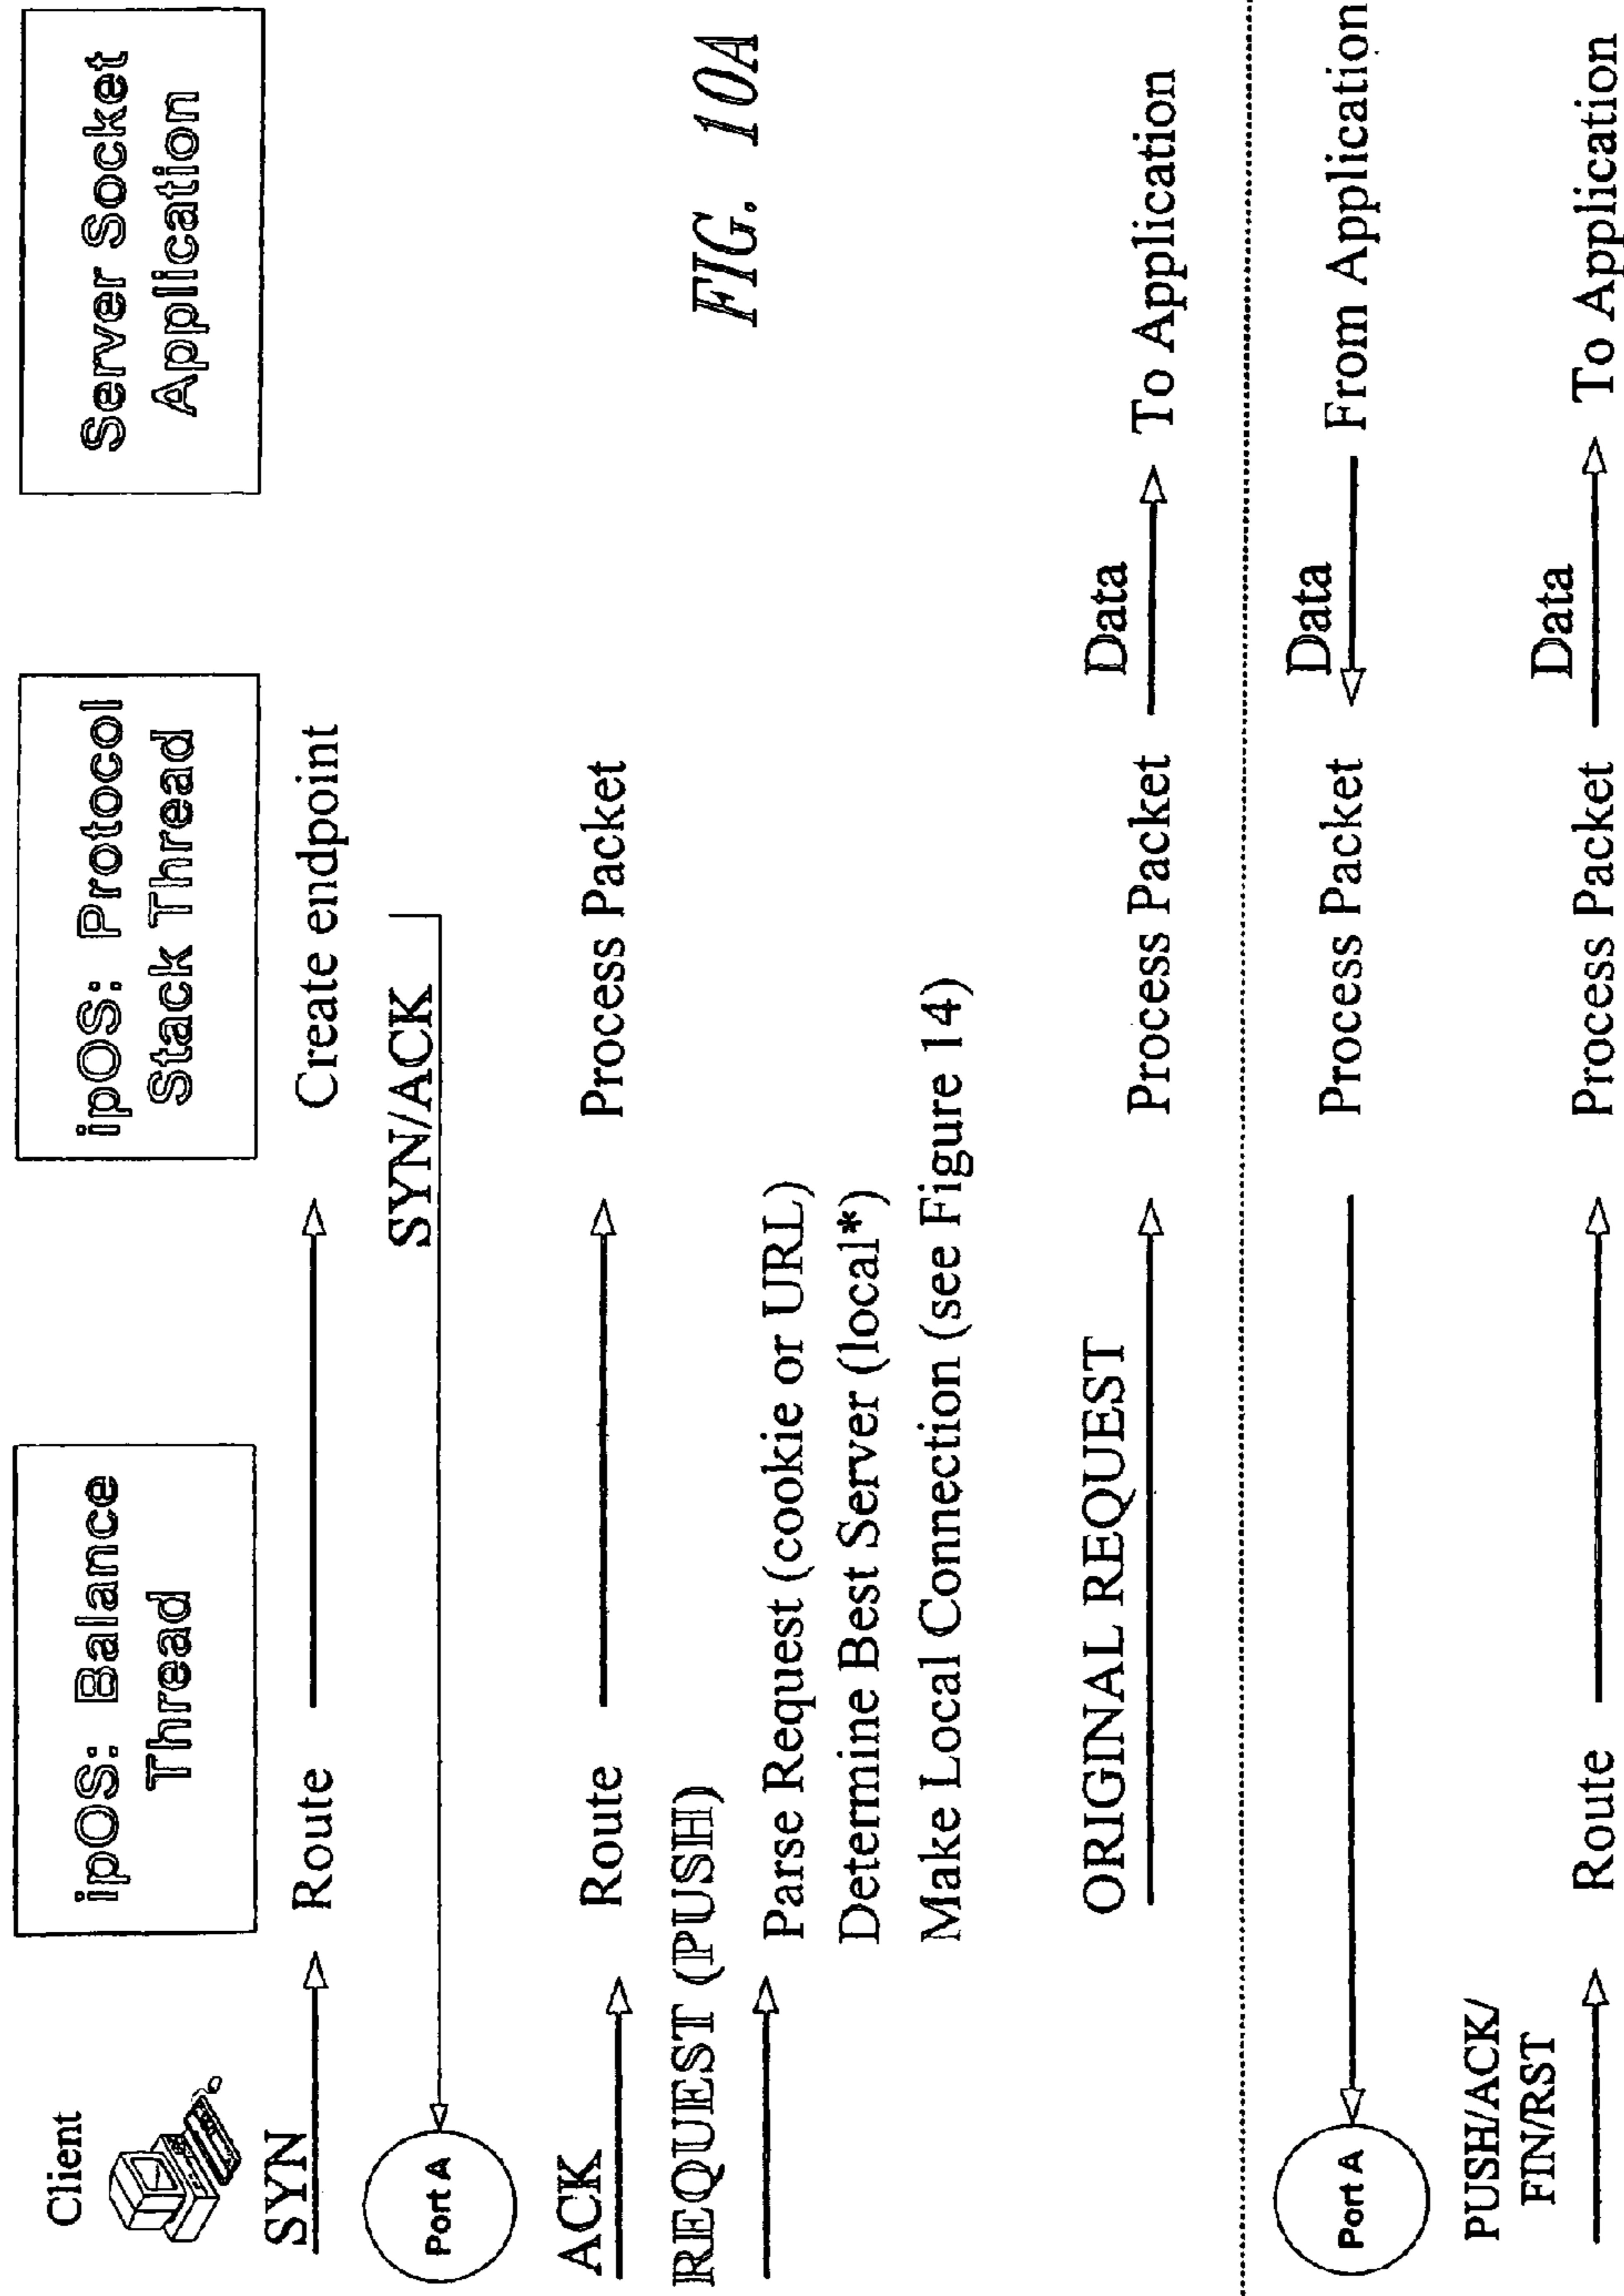 Client
ipOS: Balance
Thread
ipOS: Protocol
Stack Thread
Server Socket
Application
SYN
Route
Create endpoint
SYN/ACK
Port A
ACK
Route
Process Packet
REQUEST (PUSH)
FIG. 10A
Parse Request (cookie or URL)
Determine Best Server (local*)
Make Local Connection (see Figure 14)
ORIGINAL REQUEST
Process Packet
Data
To Application
Port A
Process Packet
Data
From Application
PUSH/ACK/
FIN/RST
Route
Process Packet
Data
To Application